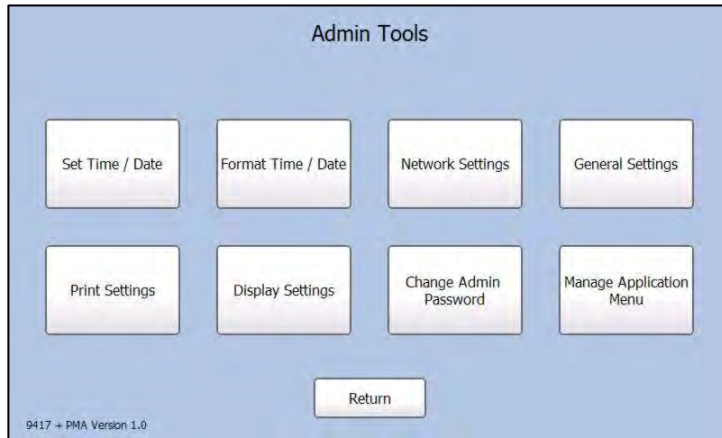 Admin Tools
Set Time / Date
Format Time / Date
Network Settings
General Settings
Print Settings
Display Settings
Change Admin
Password
Manage Application
Menu
Return
9417 + PMA Version 1.0